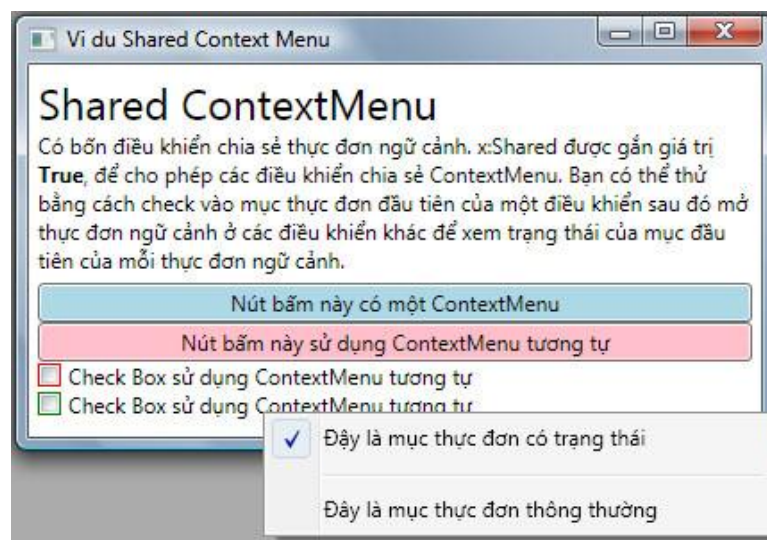 Vi du Shared Context Menu
Shared ContextMenu
Có bốn điều khiển chia sẻ thực đơn ngữ cảnh. x:Shared được gắn giá trị
True, để cho phép các điều khiển chia sẻ ContextMenu. Bạn có thể thử
bằng cách check vào mục thực đơn đầu tiên của một điều khiển sau đó mở
thực đơn ngữ cảnh ở các điều khiển khác để xem trạng thái của mục đầu
tiên của mỗi thực đơn ngữ cảnh.
Nút bấm này có một ContextMenu
Nút bấm này sử dụng ContextMenu tương tự
Check Box sử dụng ContextMenu tương tự
Check Box sử dụng ContextMenu tương tự
Đậy là mục thực đơn có trạng thái
Đây là mục thực đơn thông thường